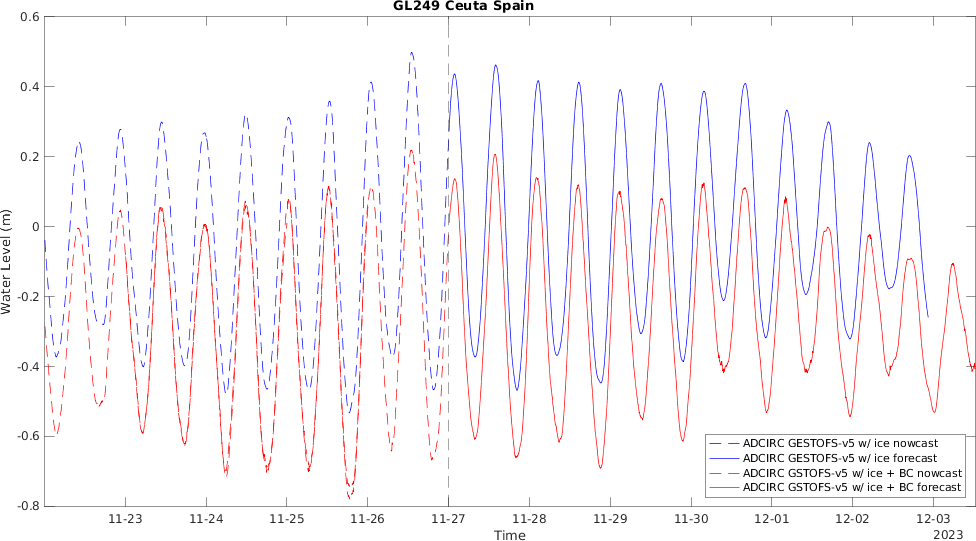 GL249 Ceuta Spain
0.6
0.4
0.2
0
-0.2
-0.4
-0.6
-0.8
Water Level (m)
11-23 11-24 11-25 11-26 11-27 11-28 11-29 11-30 12-01 12-02 12-03
Time
2023
ADCIRC GESTOFS-v5 w/ ice nowcast
ADCIRC GESTOFS-v5 w/ ice forecast
ADCIRC GSTOFS-v5 w/ ice + BC nowcast
ADCIRC GSTOFS-v5 w/ ice + BC forecast